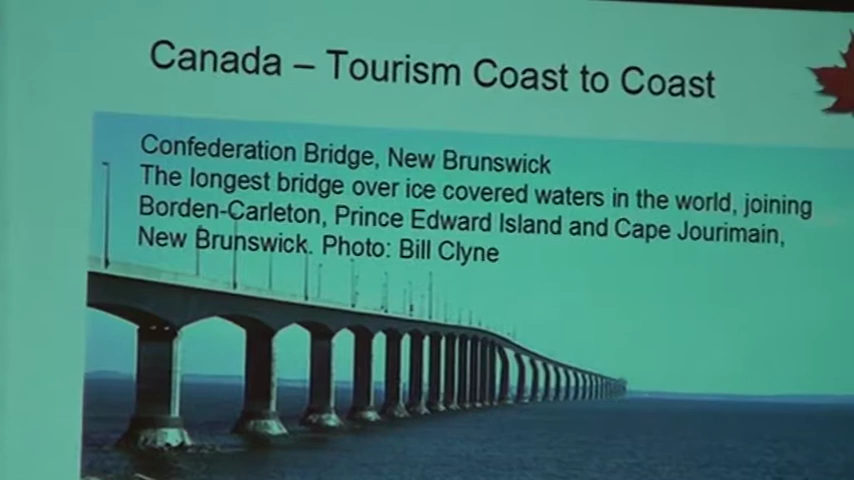 Canada – Tourism Coast to Coast
Confederation Bridge, New Brunswick
The longest bridge over ice covered waters in the world, joining
Borden-Carleton, Prince Edward Island and Cape Jourimain,
New Brunswick. Photo: Bill Clyne